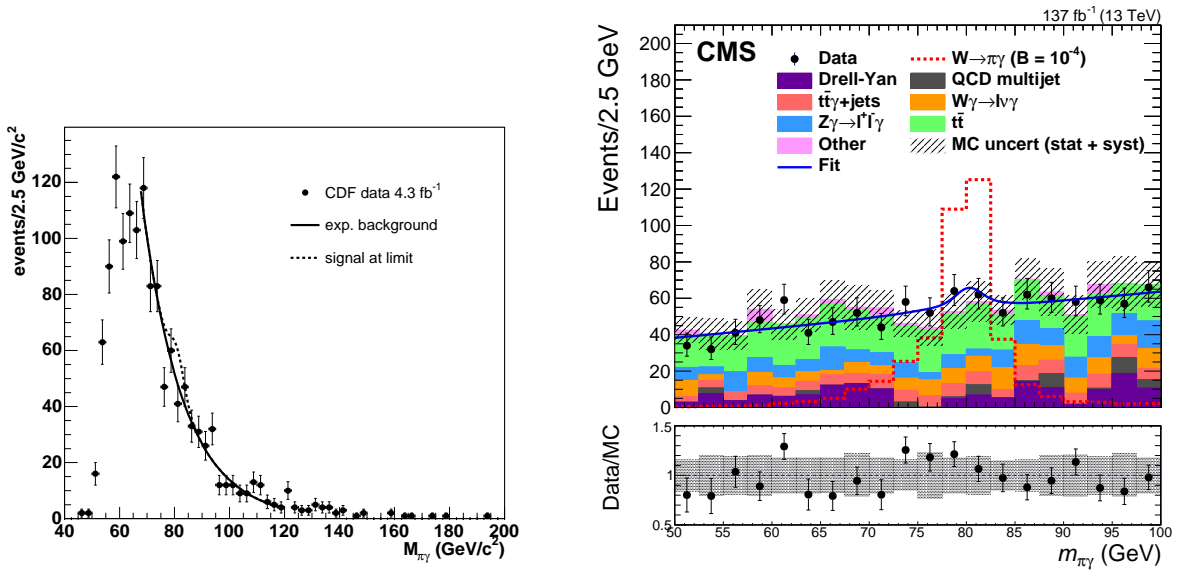 events/2.5 GeV/c²
120
100
80
60
40
20
0
CDF data 4.3 fb⁻¹
exp. background
signal at limit
40 60 80 100 120 140 160 180 200
M_πγ (GeV/c²)
137 fb⁻¹ (13 TeV)
Events/2.5 GeV
200
180
160
140
120
100
80
60
40
20
0
CMS
Data
W→πγ (B = 10⁻⁴)
Drell-Yan
QCD multijet
tt̄γ+jets
Wγ→lνγ
Zγ→l⁺l⁻γ
tt̄
Other
MC uncert (stat + syst)
Fit
Data/MC
1.5
1
0.5
50 55 60 65 70 75 80 85 90 95 100
m_πγ (GeV)